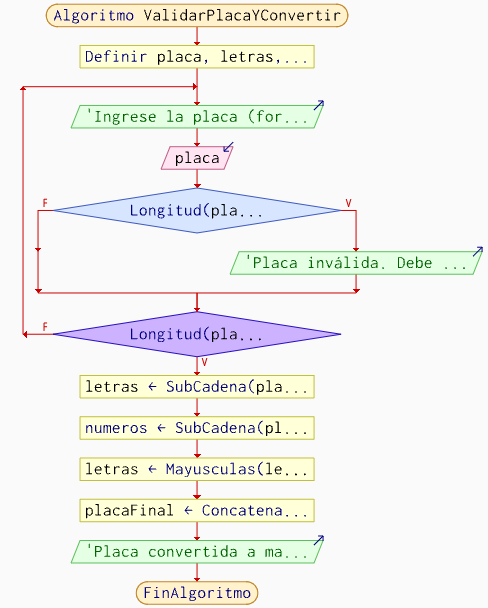 Algoritmo ValidarPlacaYConvertir
Definir placa, letras,...
'Ingrese la placa (for...
placa
F
V
Longitud(pla...
'Placa inválida. Debe ...
F
Longitud(pla...
V
letras ← SubCadena(pla...
numeros ← SubCadena(pl...
letras ← Mayusculas(le...
placaFinal ← Concatena...
'Placa convertida a ma...
FinAlgoritmo